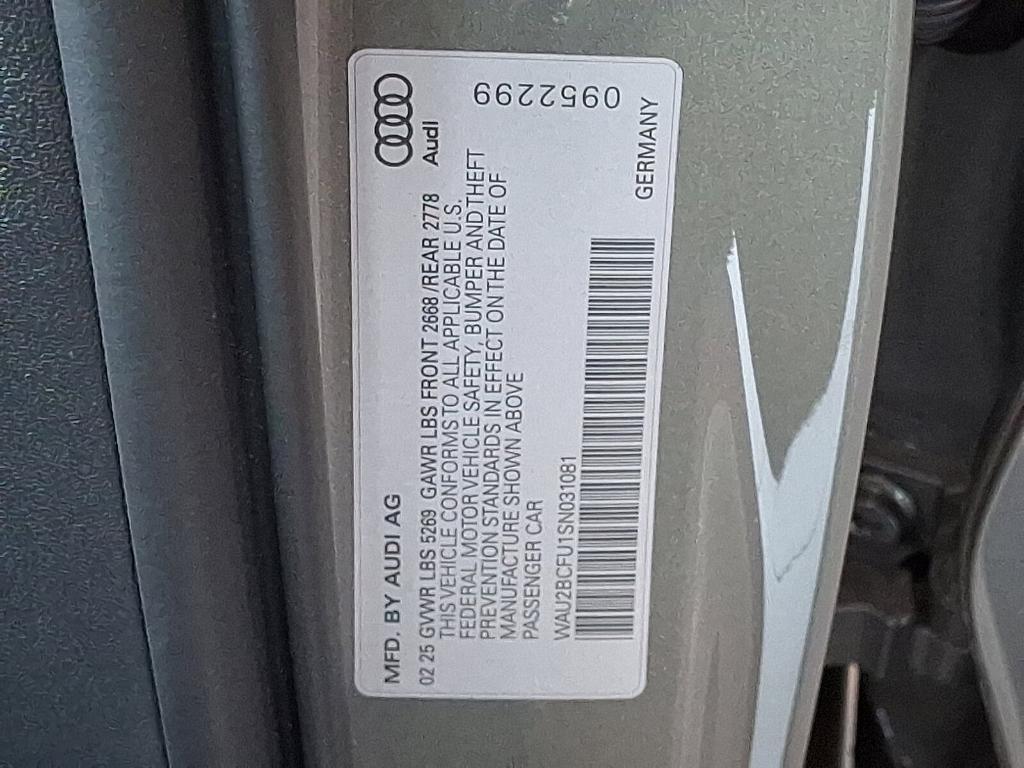 MFD. BY AUDI AG
Audi
02 25 GWWR LBS 5269 GAWR LBS FRONT 2668 /REAR 2778
THIS VEHICLE CONFORMS TO ALL APPLICABLE U.S.
FEDERAL MOTOR VEHICLE SAFETY, BUMPER AND THEFT
PREVENTION STANDARDS IN EFFECT ON THE DATE OF
MANUFACTURE SHOWN ABOVE
PASSENGER CAR
WAU2BCFU1SN031081
0952299
GERMANY